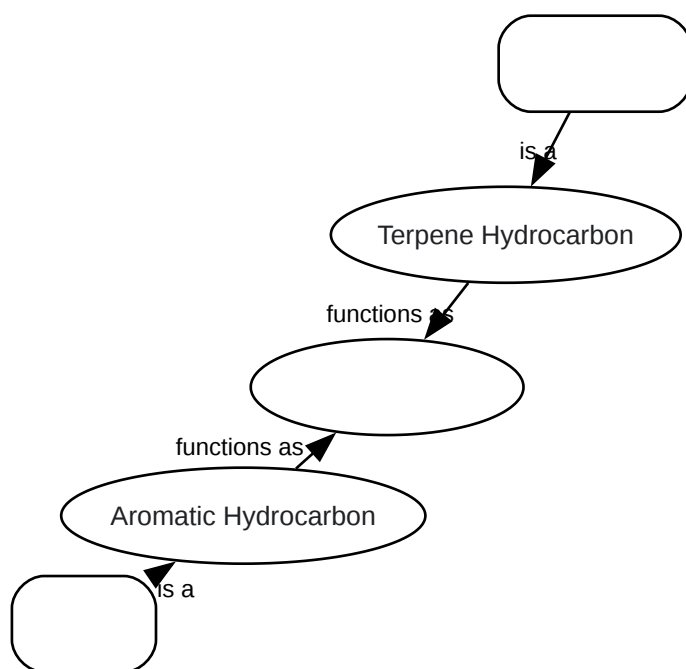 is a
Terpene Hydrocarbon
functions as
functions as
Aromatic Hydrocarbon
is a